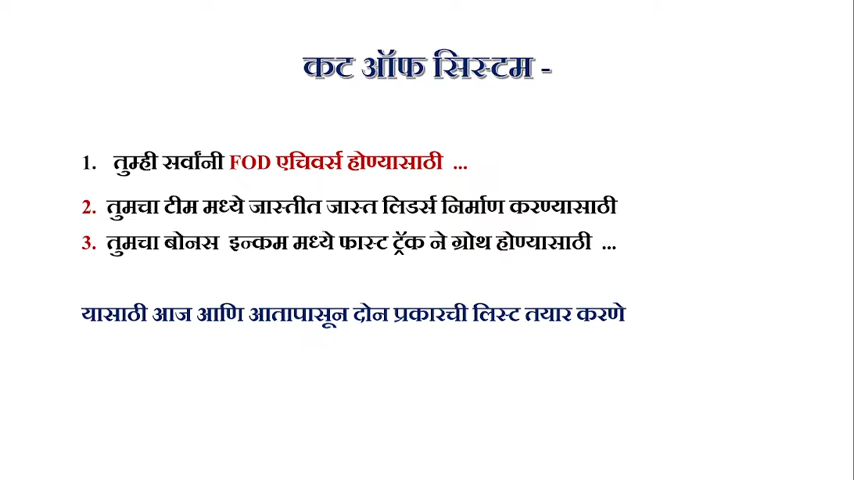 कट ऑफ सिस्टम -
1. तुम्ही सर्वांनी FOD एचिवर्स होण्यासाठी ...
2. तुमचा टीम मध्ये जास्तीत जास्त लिडर्स निर्माण करण्यासाठी
3. तुमचा बोनस इन्कम मध्ये फास्ट ट्रॅक ने ग्रोथ होण्यासाठी ...
यासाठी आज आणि आतापासून दोन प्रकारची लिस्ट तयार करणे